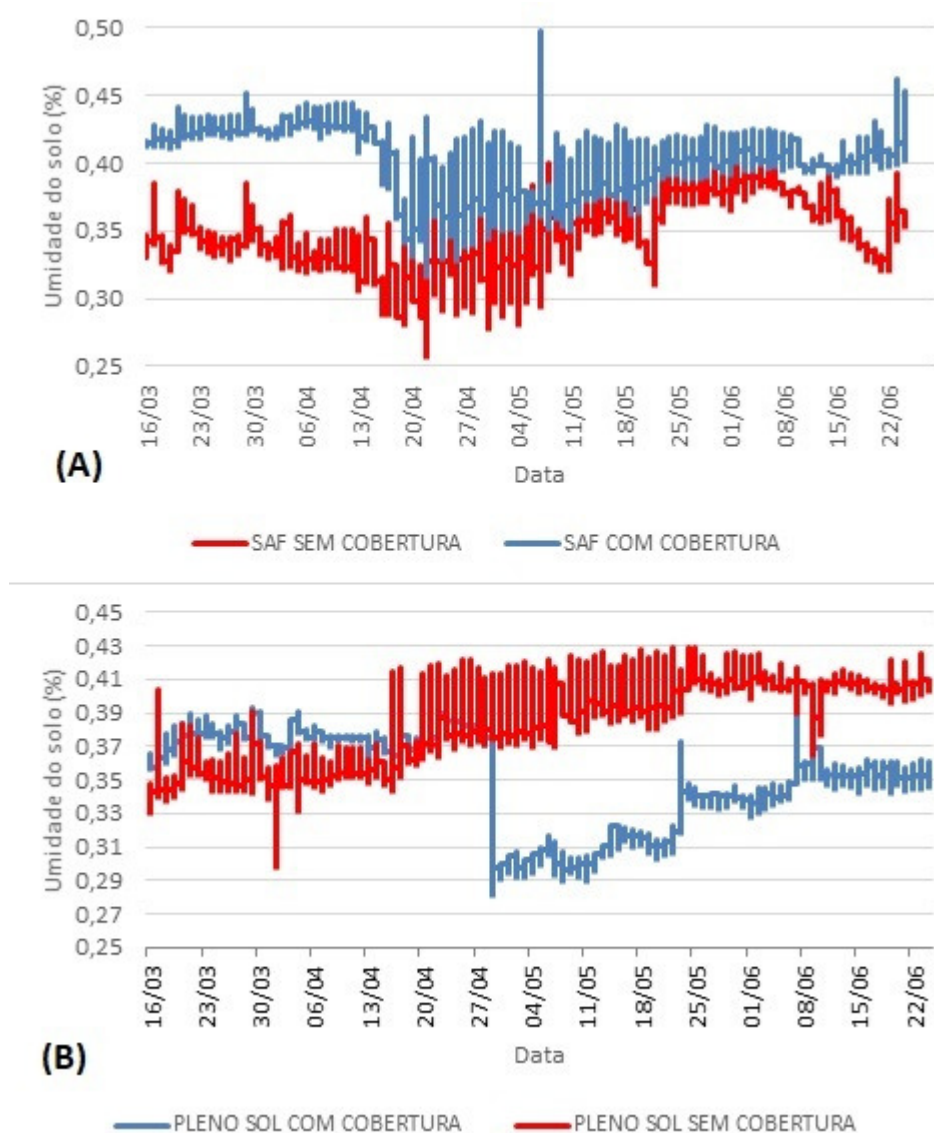 0,50
0,45
0,40
0,35
0,30
0,25
Umidade do solo (%)
16/03 23/03 30/03 06/04 13/04 20/04 27/04 04/05 11/05 18/05 25/05 01/06 08/06 15/06 22/06
(A)
Data
SAF SEM COBERTURA SAF COM COBERTURA
0,45
0,43
0,41
0,39
0,37
0,35
0,33
0,31
0,29
0,27
0,25
Umidade do solo (%)
16/03 23/03 30/03 06/04 13/04 20/04 27/04 04/05 11/05 18/05 25/05 01/06 08/06 15/06 22/06
(B)
Data
PLENO SOL COM COBERTURA PLENO SOL SEM COBERTURA